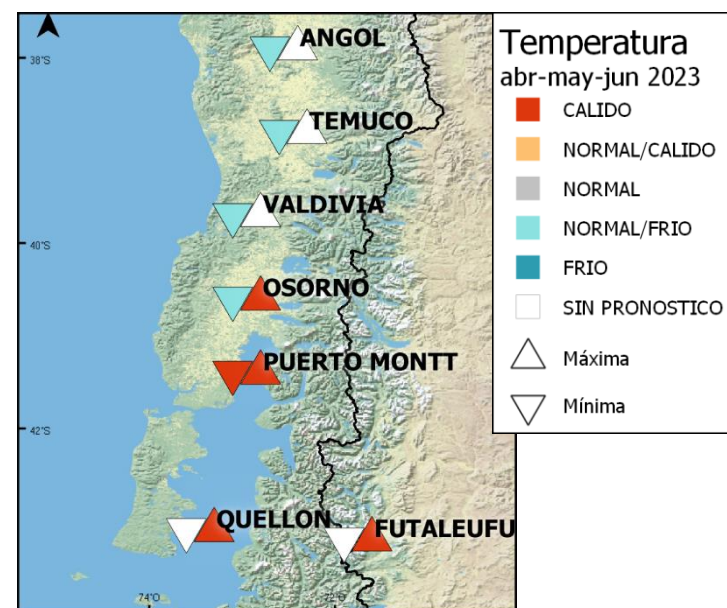 ANGOL
38°S
TEMUCO
VALDIVIA
40°S
OSORNO
PUERTO MONTT
42°S
QUELLON
FUTALEUFU
74°O
72°O
Temperatura
abr-may-jun 2023
CALIDO
NORMAL/CALIDO
NORMAL
NORMAL/FRIO
FRIO
SIN PRONOSTICO
Máxima
Mínima